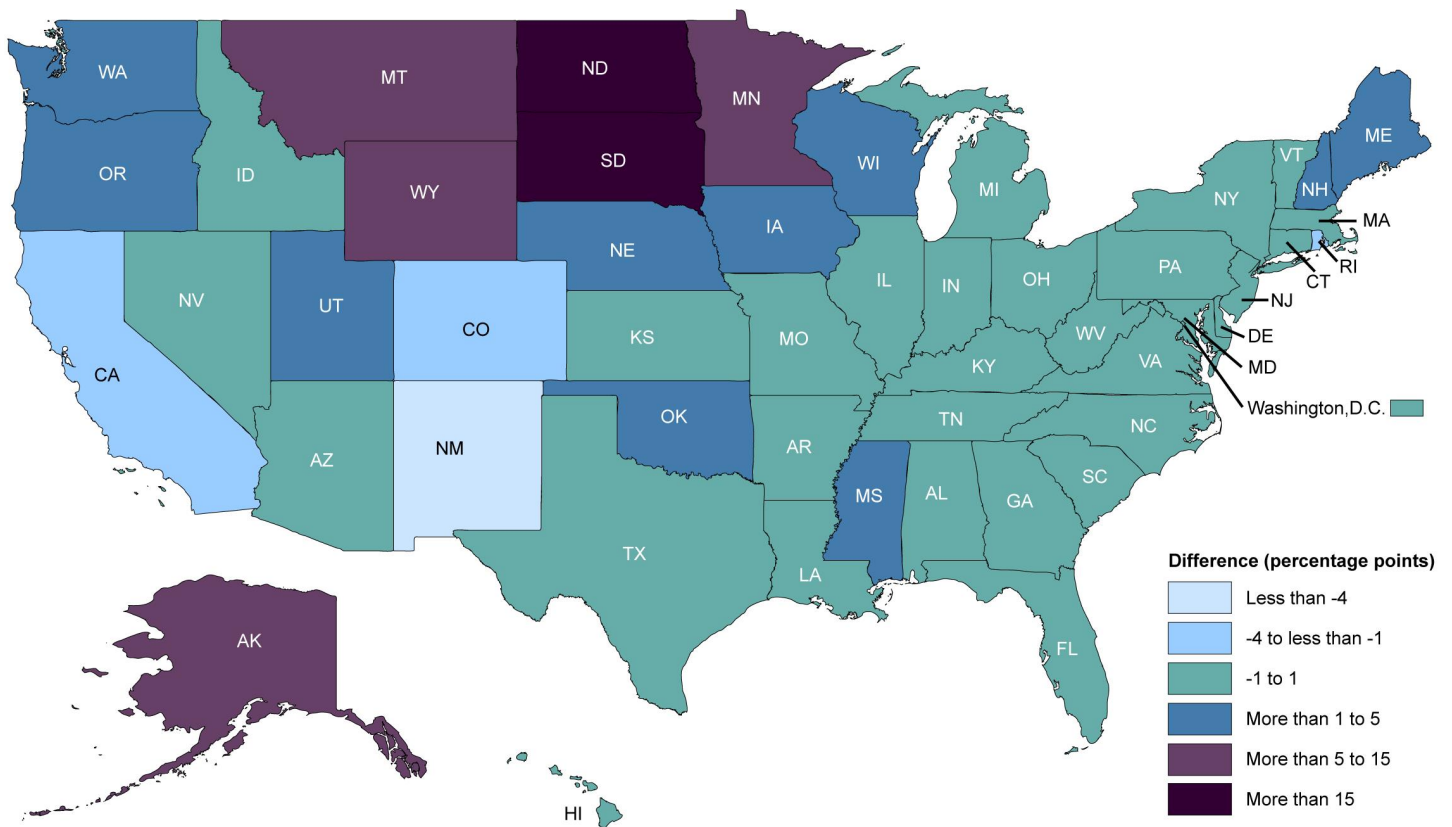 WA
MT
ND
MN
ME
OR
ID
SD
WI
VT
NH
WY
MI
NY
MA
IA
NE
RI
CT
NV
UT
CO
KS
MO
IL
IN
OH
PA
NJ
DE
WV
VA
MD
CA
KY
Washington,D.C.
OK
TN
NC
NM
AZ
AR
SC
MS
AL
GA
TX
LA
FL
AK
HI
Difference (percentage points)
Less than -4
-4 to less than -1
-1 to 1
More than 1 to 5
More than 5 to 15
More than 15